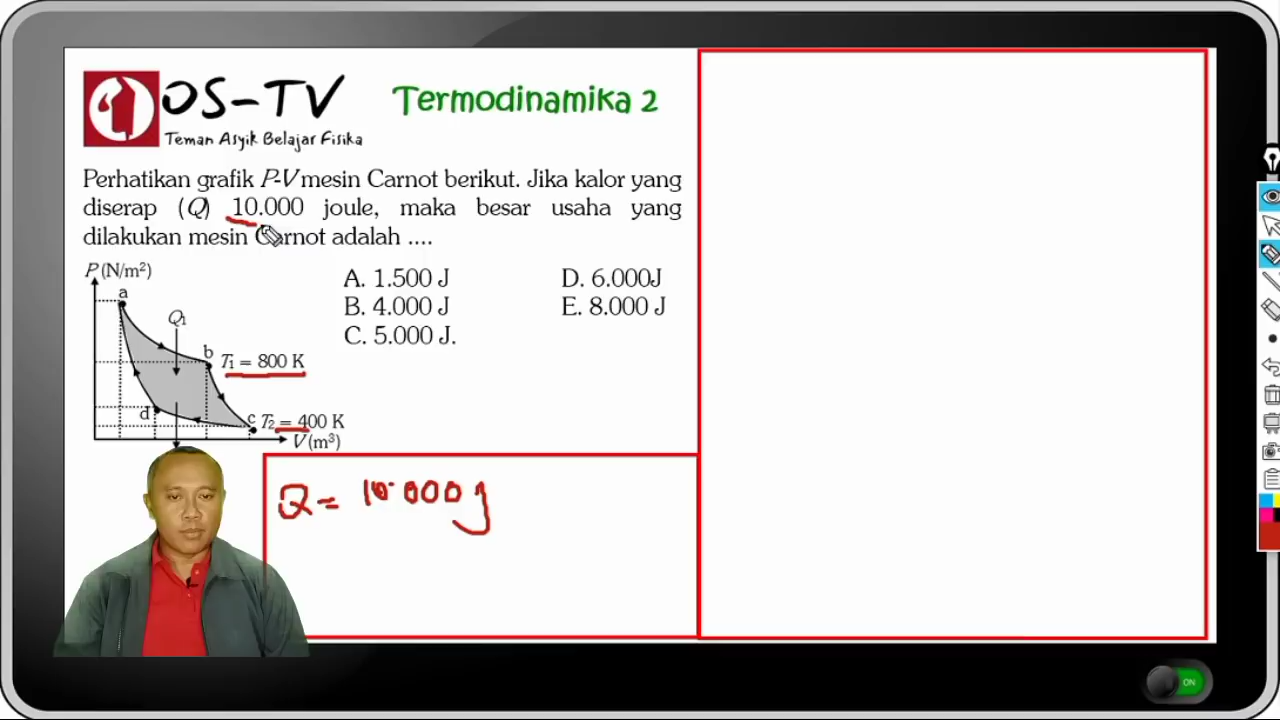 OS-TV
Teman Asyik Belajar Fisika
Termodinamika 2
Perhatikan grafik P-V mesin Carnot berikut. Jika kalor yang
diserap (Q) 10.000 joule, maka besar usaha yang
dilakukan mesin Carnot adalah ....
P (N/m²)
a
Q₁
b
T₁ = 800 K
d
c
T₂ = 400 K
V (m³)
A. 1.500 J
B. 4.000 J
C. 5.000 J.
D. 6.000J
E. 8.000 J
Q = 10.000 J
ON